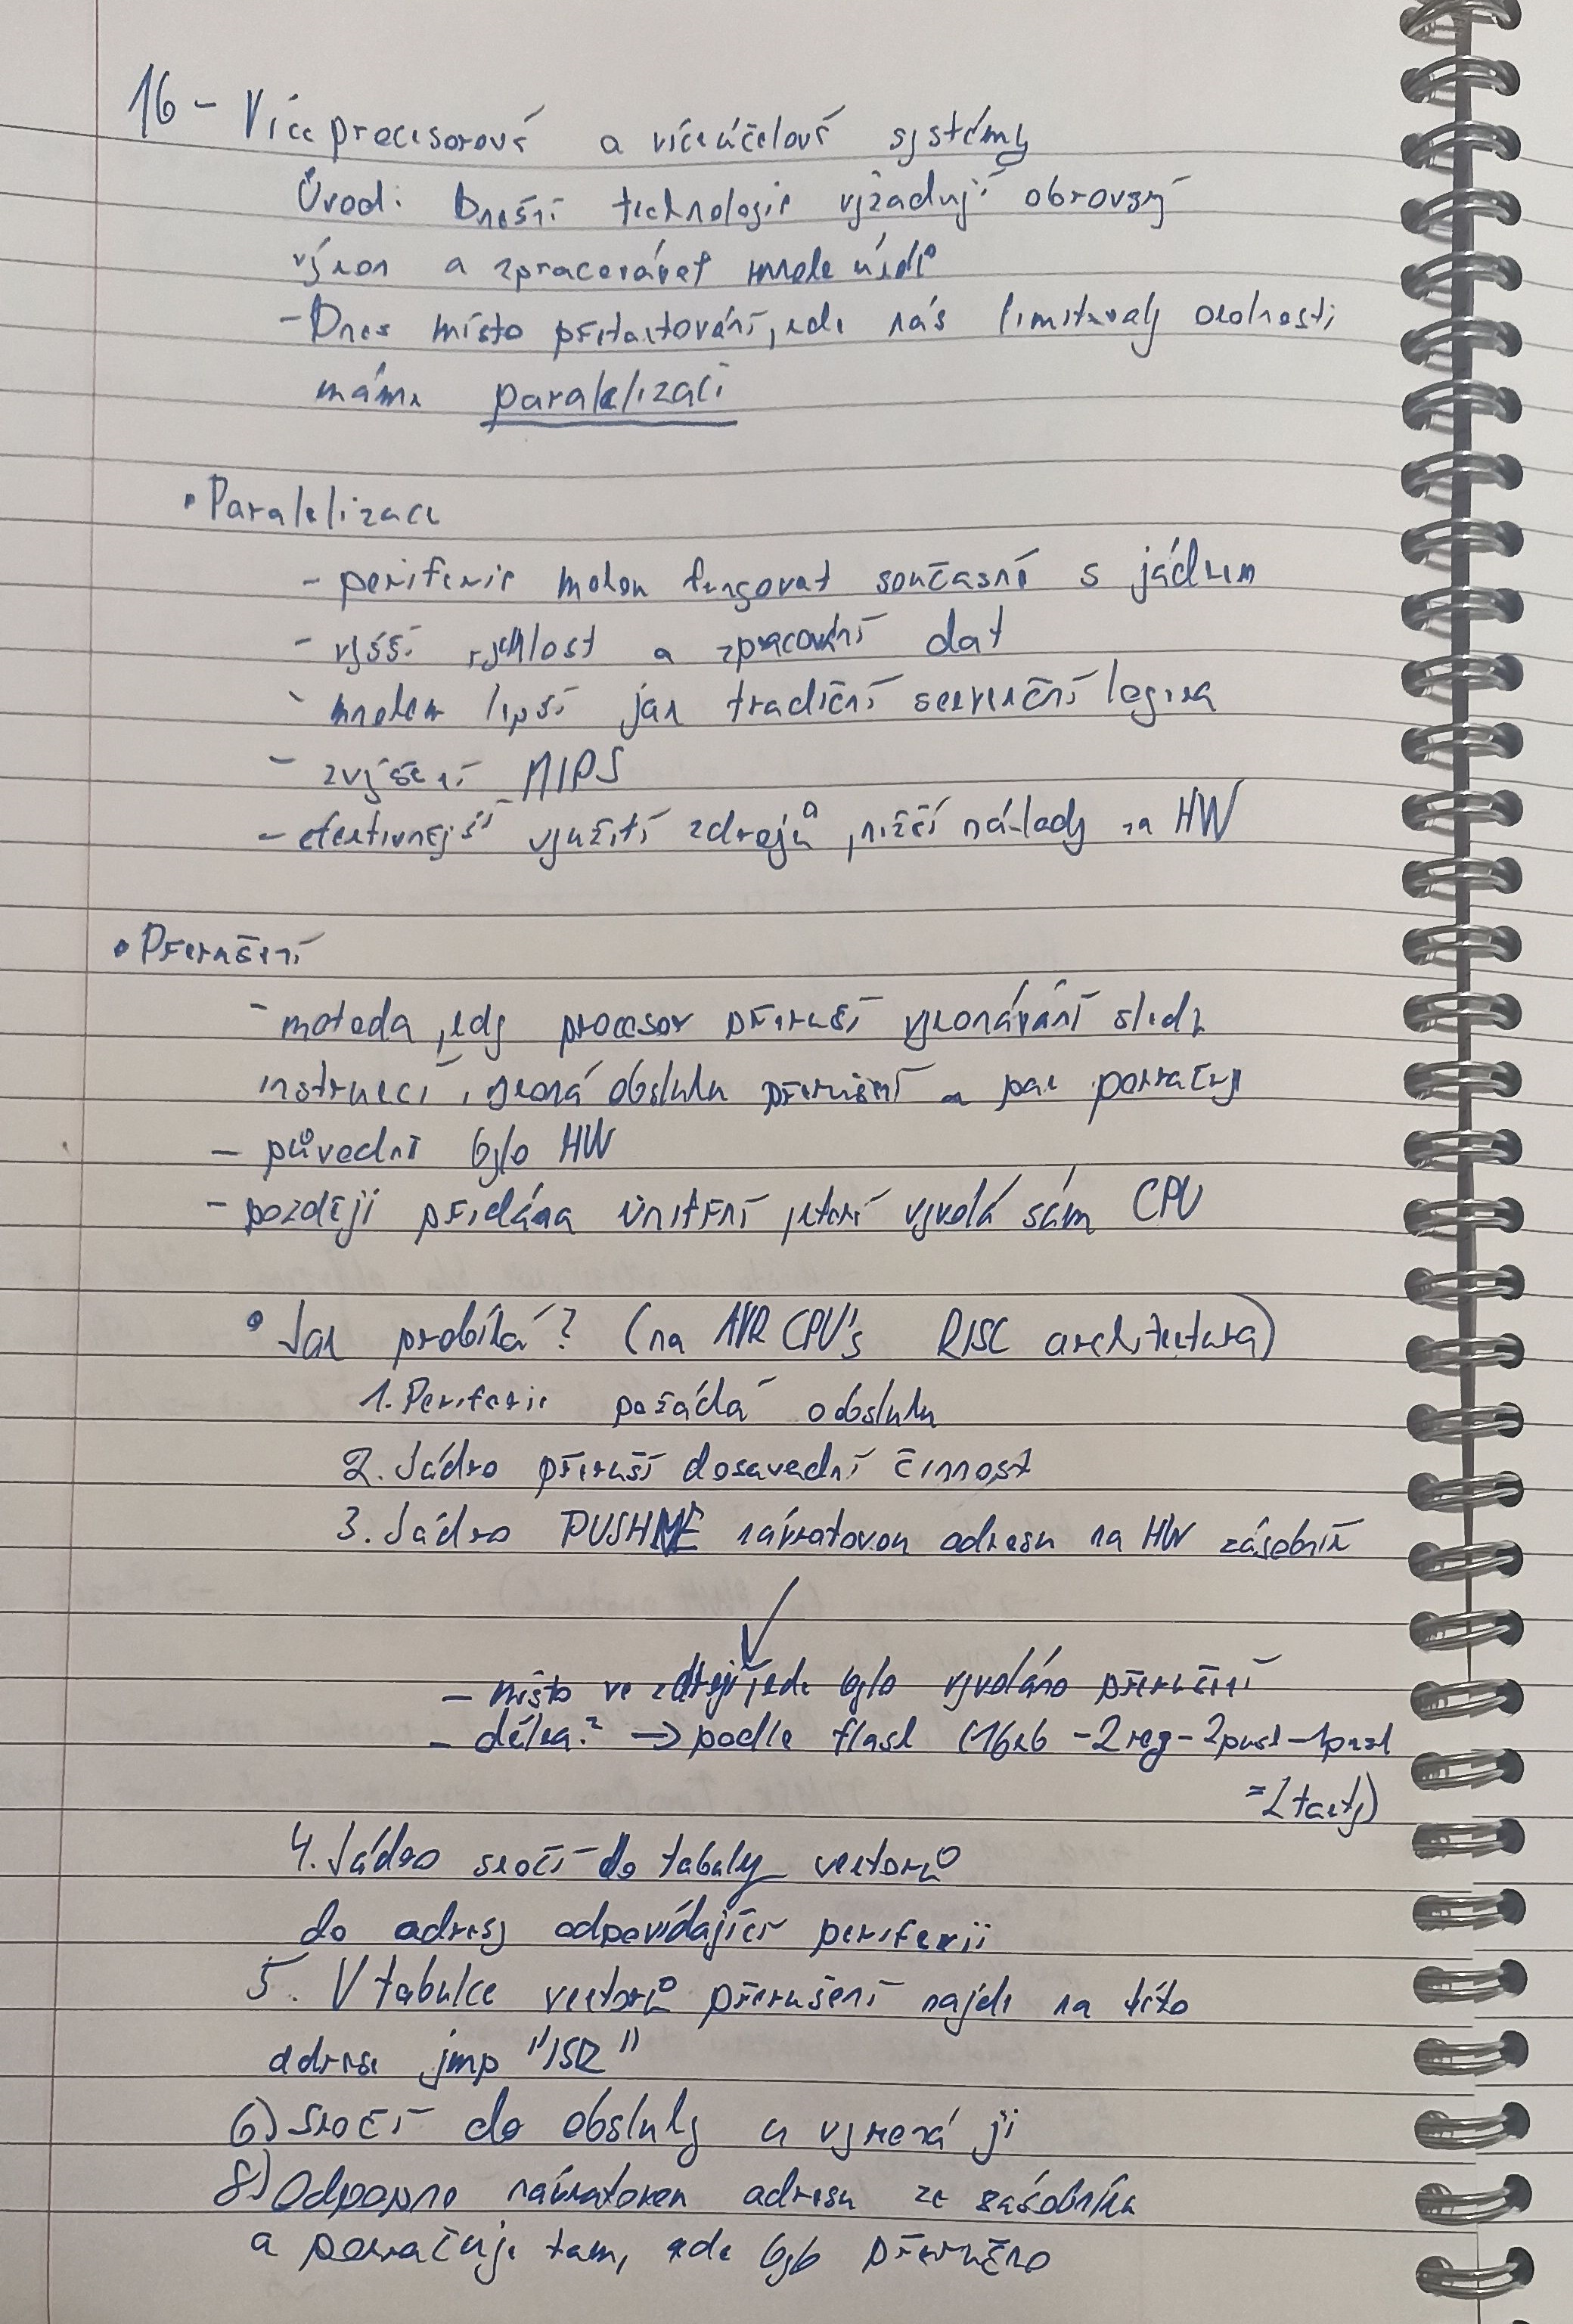 16 - Víceprocesorové a víceúčelové systémy
Úvod: Dnešní technologie vyžadují obrovský
výkon a zpracovávat mnoho údů
- Dnes místo přetaktování, kde nás limitovaly okolnosti
máme paralelizaci
• Paralelizace
- periferie mohou fungovat současně s jádrem
- vyšší rychlost a zpracování dat
- mnohem lepší jak tradiční sekvenční logika
- zvýšení MIPS
- efektivnější využití zdrojů, nižší náklady na HW
• Přerušení
- metoda, kdy procesor přeruší vykonávání sledu
instrukcí, vykoná obsluhu přerušení a pak pokračuje
- původně bylo HW
- později přidána vnitřní, které vyvolá sám CPU
• Jak probíhá? (na AVR CPU's RISC architektura)
1. Periferie požádá o obsluhu
2. Jádro přeruší dosavadní činnost
3. Jádro PUSHNE návratovou adresu na HW zásobník
- místo ve zdroji, kde bylo vyvoláno přerušení
- délka? → podle flash (16kb - 2 reg - 2push - 1push
= 2 takty)
4. Jádro skočí do tabulky vektorů
do adresy odpovídající periferii
5. V tabulce vektorů přerušení najde na této
adrese jmp "ISR"
6) Skočí do obsluhy a vykoná ji
8) Odpopne návratovou adresu ze zásobníku
a pokračuje tam, kde bylo přerušeno